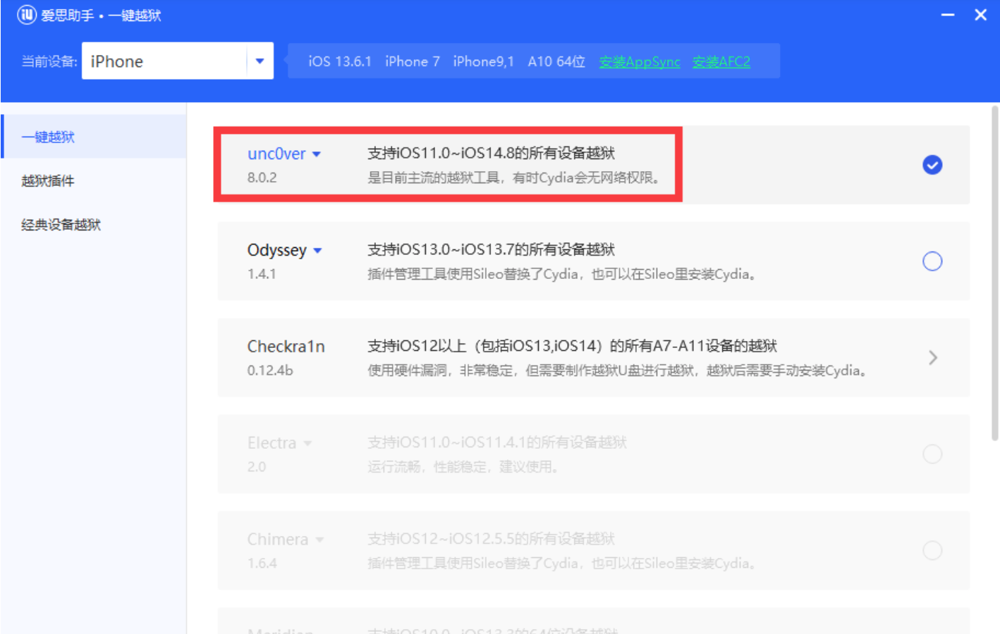 爱思助手 • 一键越狱
当前设备: iPhone
iOS 13.6.1 iPhone 7 iPhone9,1 A10 64位 安装AppSync 安装AFC2
一键越狱
越狱插件
经典设备越狱
unc0ver 支持iOS11.0~iOS14.8的所有设备越狱
8.0.2 是目前主流的越狱工具，有时Cydia会无网络权限。
Odyssey 支持iOS13.0~iOS13.7的所有设备越狱
1.4.1 插件管理工具使用Sileo替换了Cydia，也可以在Sileo里安装Cydia。
Checkra1n 支持iOS12以上（包括iOS13,iOS14）的所有A7-A11设备的越狱
0.12.4b 使用硬件漏洞，非常稳定，但需要制作越狱U盘进行越狱，越狱后需要手动安装Cydia。
Electra 支持iOS11.0~iOS11.4.1的所有设备越狱
2.0 运行流畅，性能稳定，建议使用。
Chimera 支持iOS12~iOS12.5.5的所有设备越狱
1.6.4 插件管理工具使用Sileo替换了Cydia，也可以在Sileo里安装Cydia。